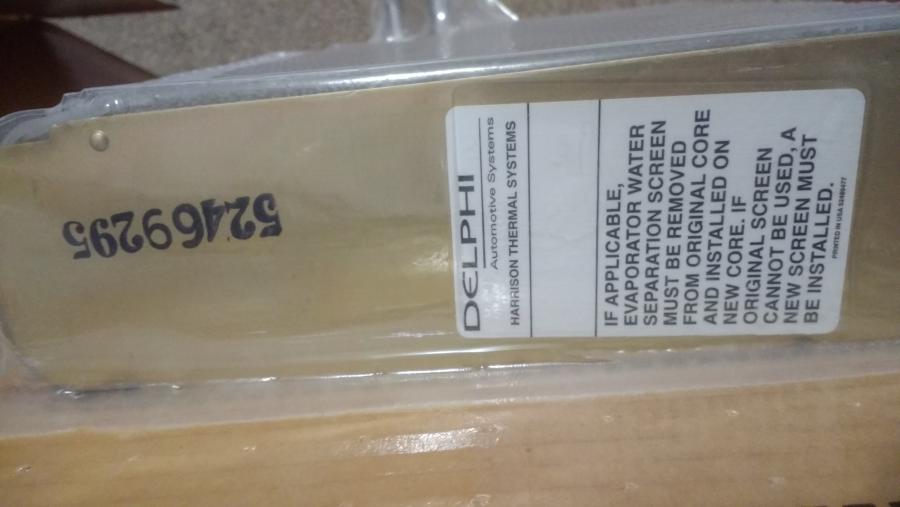 52469295
DELPHI
Automotive Systems
HARRISON THERMAL SYSTEMS
IF APPLICABLE,
EVAPORATOR WATER
SEPARATION SCREEN
MUST BE REMOVED
FROM ORIGINAL CORE
AND INSTALLED ON
NEW CORE. IF
ORIGINAL SCREEN
CANNOT BE USED, A
NEW SCREEN MUST
BE INSTALLED.
PRINTED IN USA